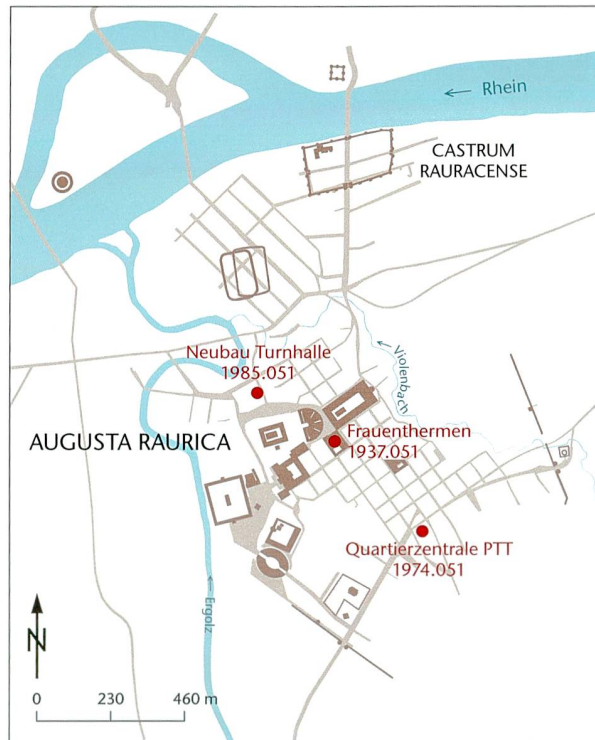 ← Rhein
CASTRUM
RAURACENSE
Neubau Turnhalle
1985.051
← Violenbach
AUGUSTA RAURICA
Frauenthermen
1937.051
Quartierzentrale PTT
1974.051
← Ergolz
N
0 230 460 m